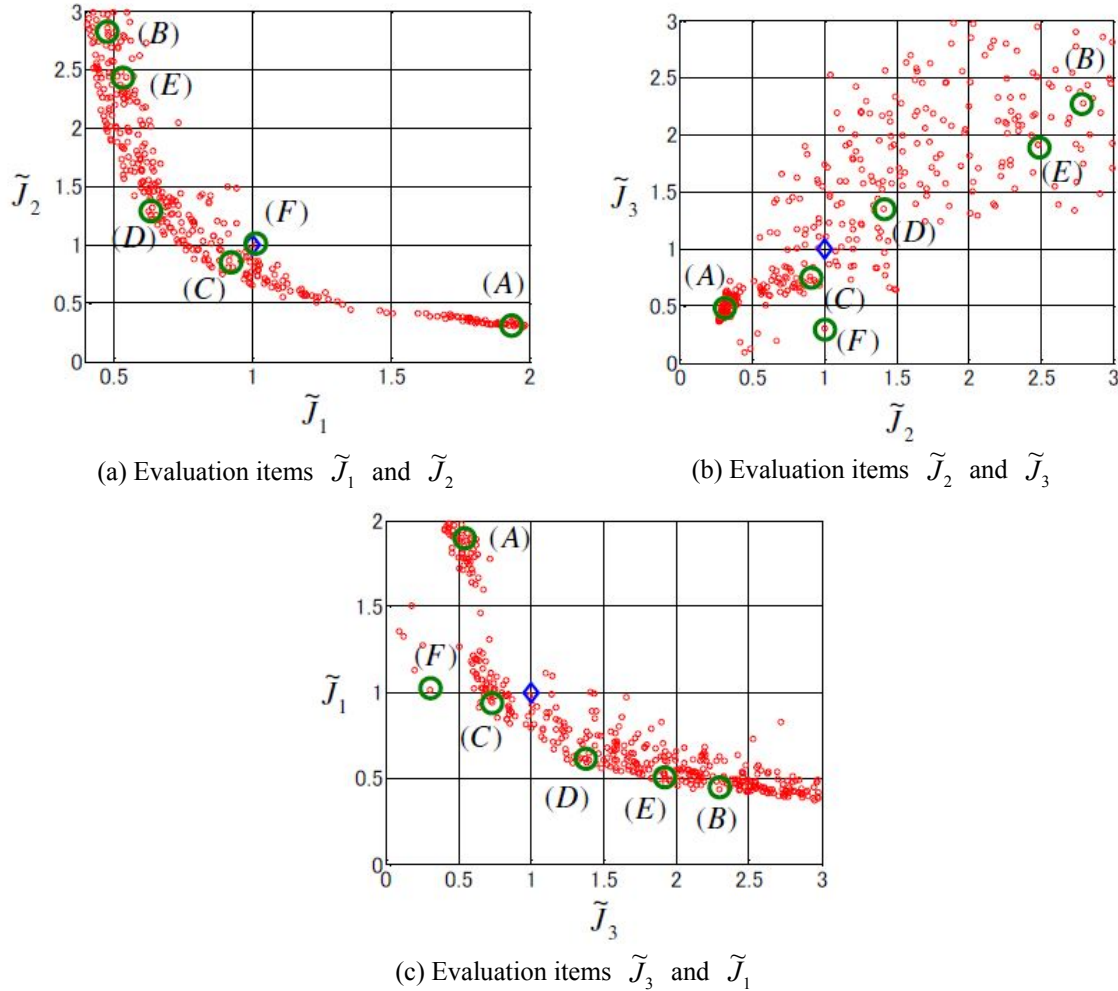 3
2.5
2
1.5
1
0.5
0
0.5
1
1.5
2
J̃₂
J̃₁
(B)
(E)
(D)
(F)
(C)
(A)
(a) Evaluation items J̃₁ and J̃₂
3
2.5
2
1.5
1
0.5
0
0
0.5
1
1.5
2
2.5
3
J̃₃
J̃₂
(B)
(E)
(D)
(A)
(C)
(F)
(b) Evaluation items J̃₂ and J̃₃
2
1.5
1
0.5
0
0
0.5
1
1.5
2
2.5
3
J̃₁
J̃₃
(A)
(F)
(C)
(D)
(E)
(B)
(c) Evaluation items J̃₃ and J̃₁